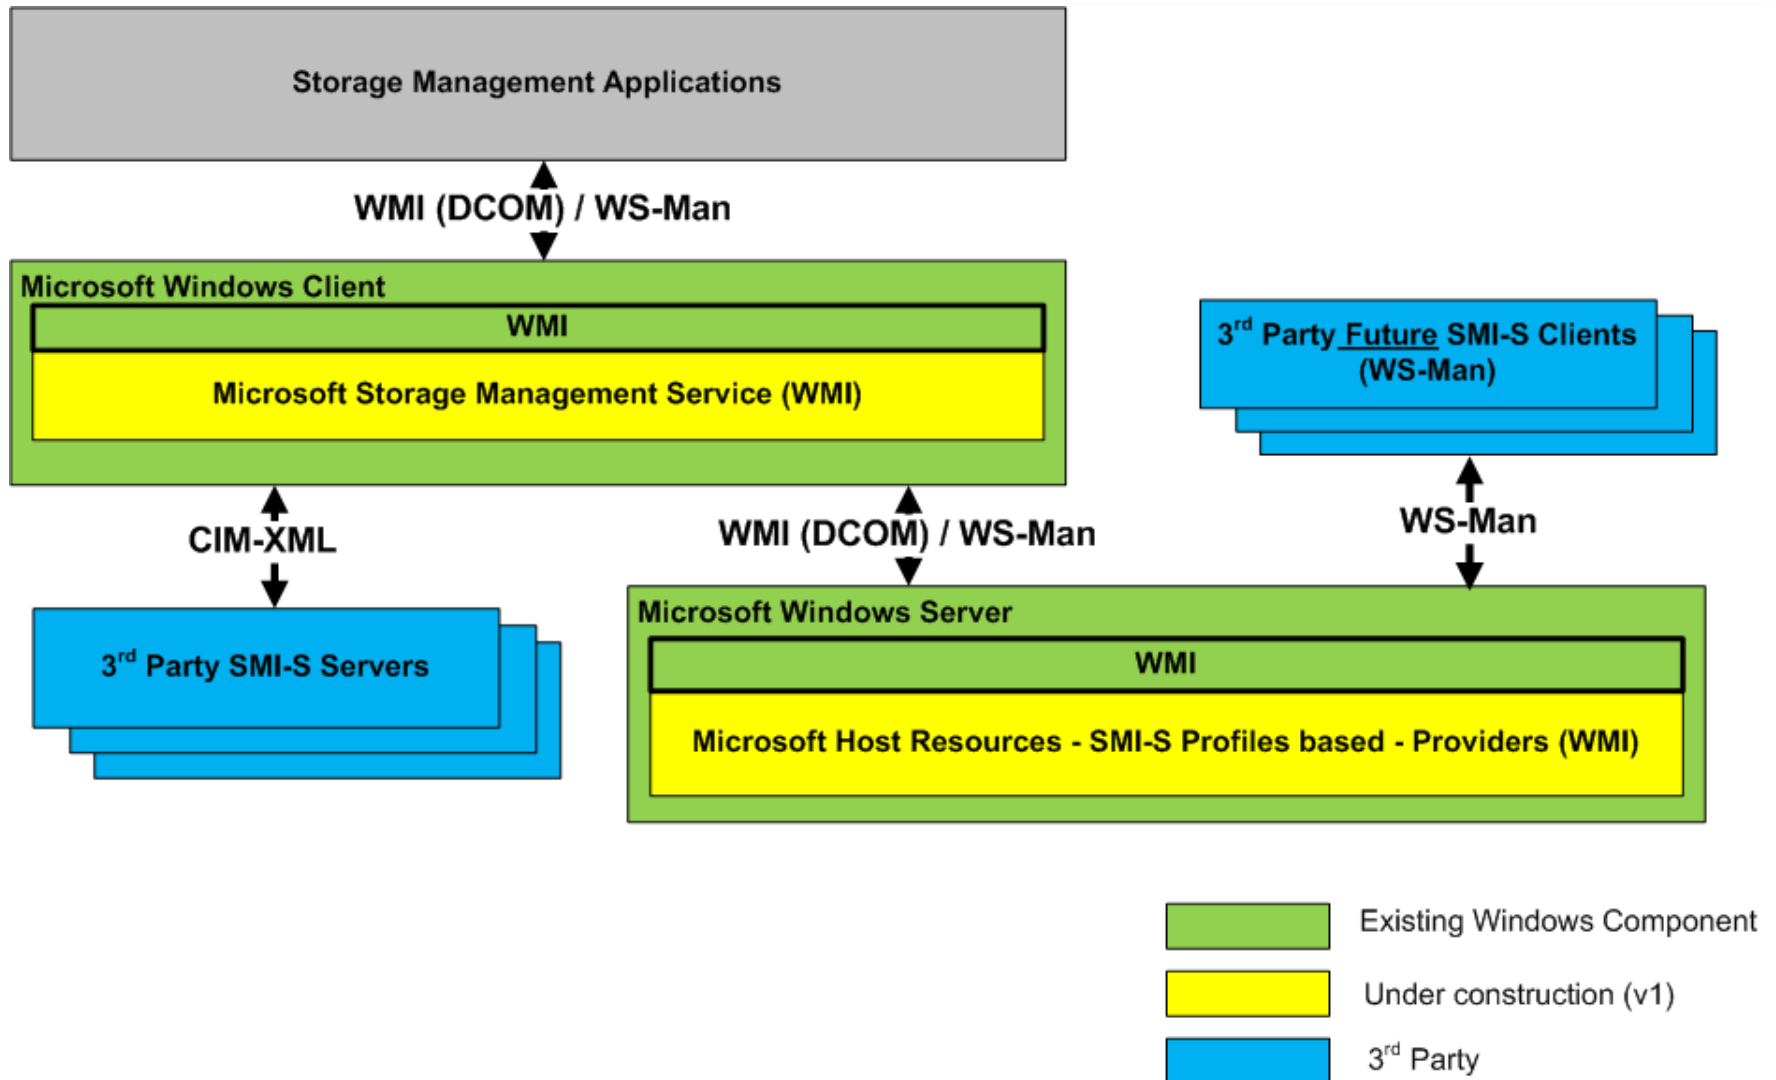 Storage Management Applications
WMI (DCOM) / WS-Man
Microsoft Windows Client
WMI
Microsoft Storage Management Service (WMI)
3rd Party Future SMI-S Clients
(WS-Man)
CIM-XML
WMI (DCOM) / WS-Man
WS-Man
3rd Party SMI-S Servers
Microsoft Windows Server
WMI
Microsoft Host Resources - SMI-S Profiles based - Providers (WMI)
Existing Windows Component
Under construction (v1)
3rd Party